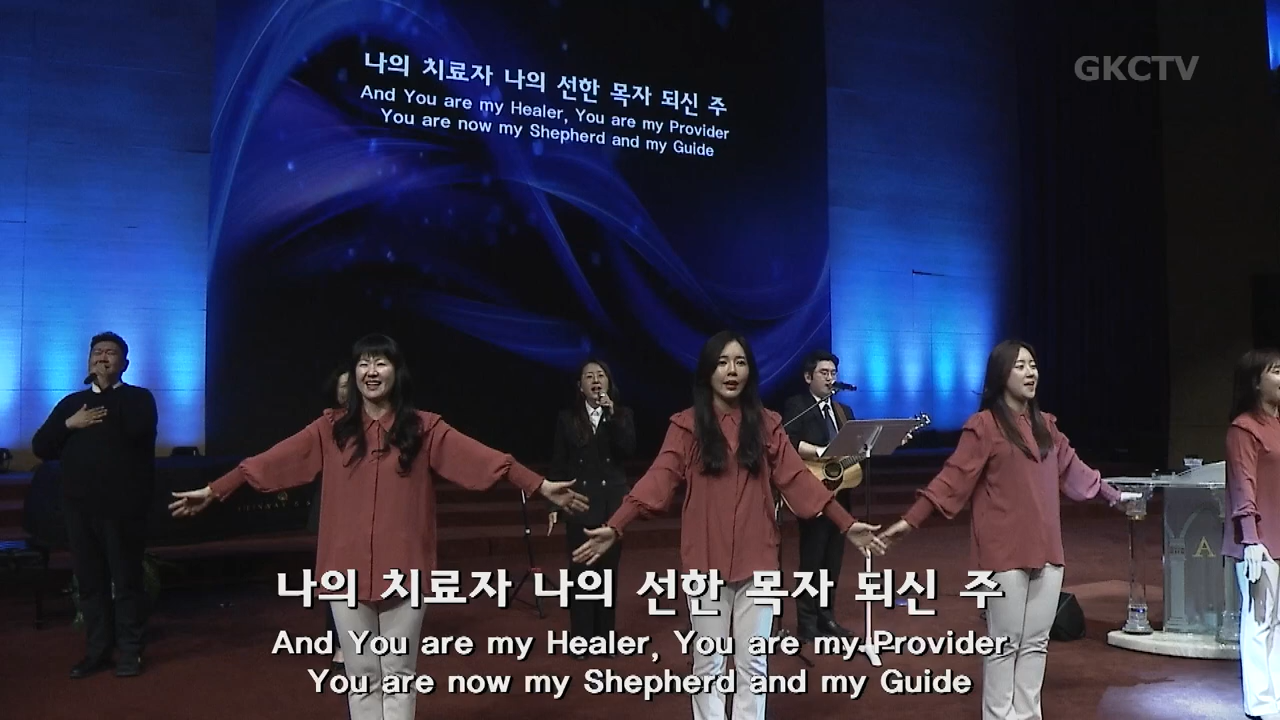 GKCTV
나의 치료자 나의 선한 목자 되신 주
And You are my Healer, You are my Provider
You are now my Shepherd and my Guide
A
나의 치료자 나의 선한 목자 되신 주
And You are my Healer, You are my Provider
You are now my Shepherd and my Guide